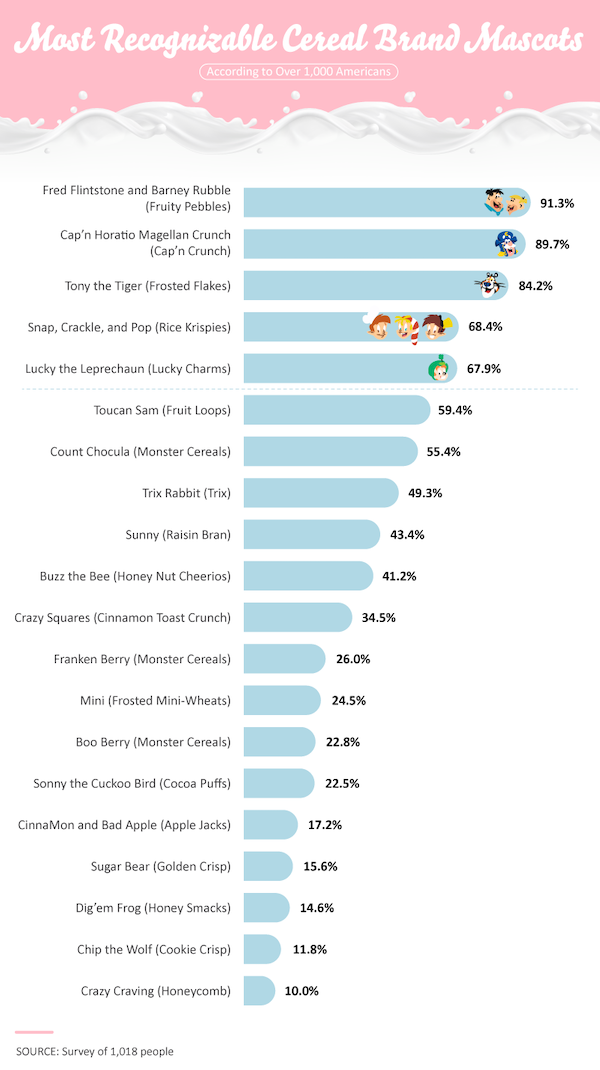 Most Recognizable Cereal Brand Mascots
According to Over 1,000 Americans
Fred Flintstone and Barney Rubble
(Fruity Pebbles)
91.3%
Cap’n Horatio Magellan Crunch
(Cap’n Crunch)
89.7%
Tony the Tiger (Frosted Flakes)
84.2%
Snap, Crackle, and Pop (Rice Krispies)
68.4%
Lucky the Leprechaun (Lucky Charms)
67.9%
Toucan Sam (Fruit Loops)
59.4%
Count Chocula (Monster Cereals)
55.4%
Trix Rabbit (Trix)
49.3%
Sunny (Raisin Bran)
43.4%
Buzz the Bee (Honey Nut Cheerios)
41.2%
Crazy Squares (Cinnamon Toast Crunch)
34.5%
Franken Berry (Monster Cereals)
26.0%
Mini (Frosted Mini-Wheats)
24.5%
Boo Berry (Monster Cereals)
22.8%
Sonny the Cuckoo Bird (Cocoa Puffs)
22.5%
CinnaMon and Bad Apple (Apple Jacks)
17.2%
Sugar Bear (Golden Crisp)
15.6%
Dig’em Frog (Honey Smacks)
14.6%
Chip the Wolf (Cookie Crisp)
11.8%
Crazy Craving (Honeycomb)
10.0%
SOURCE: Survey of 1,018 people